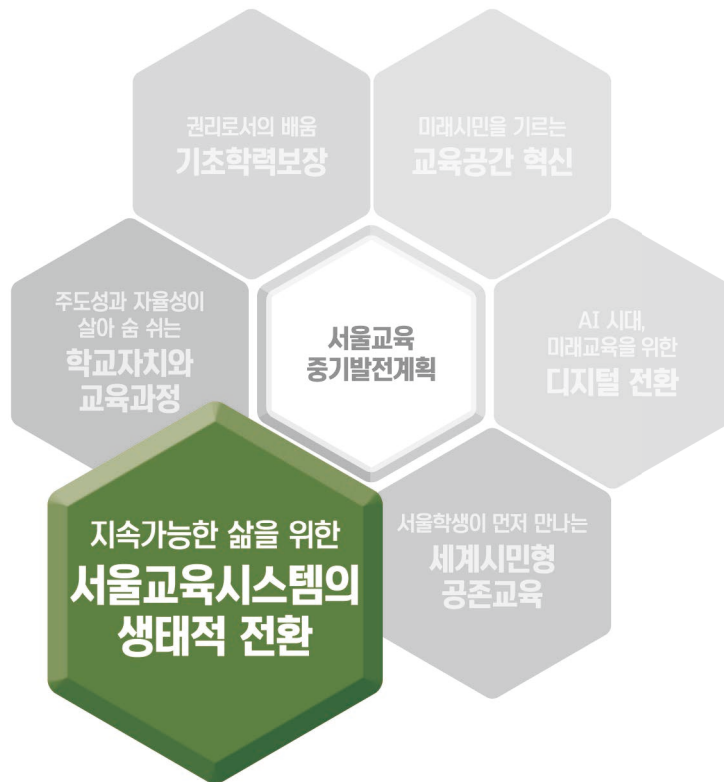 권리로서의 배움
기초학력보장
미래시민을 기르는
교육공간 혁신
주도성과 자율성이
살아 숨 쉬는
학교자치와
교육과정
서울교육
중기발전계획
AI 시대,
미래교육을 위한
디지털 전환
지속가능한 삶을 위한
서울교육시스템의
생태적 전환
서울학생이 먼저 만나는
세계시민형
공존교육